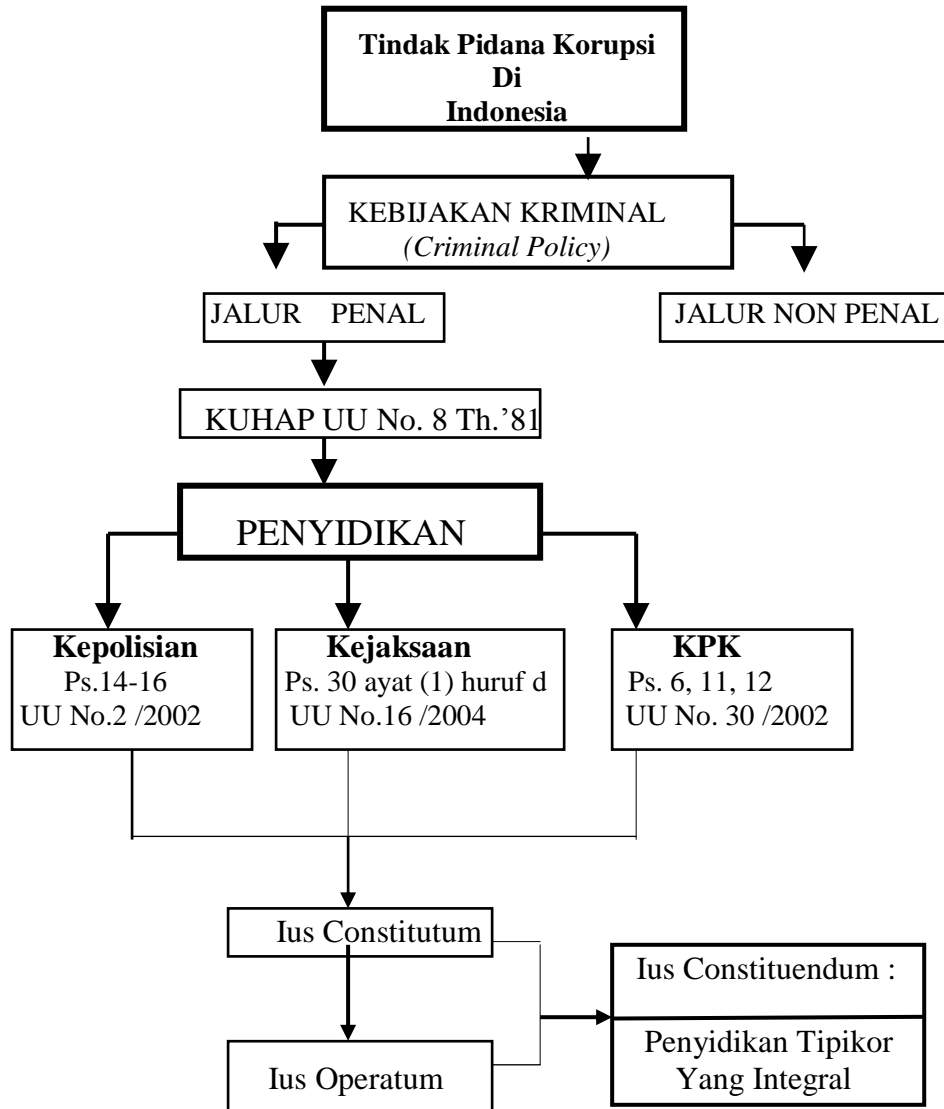 Tindak Pidana Korupsi
Di
Indonesia
KEBIJAKAN KRIMINAL
(Criminal Policy)
JALUR PENAL
JALUR NON PENAL
KUHAP UU No. 8 Th.’81
PENYIDIKAN
Kepolisian
Ps.14-16
UU No.2 /2002
Kejaksaan
Ps. 30 ayat (1) huruf d
UU No.16 /2004
KPK
Ps. 6, 11, 12
UU No. 30 /2002
Ius Constitutum
Ius Operatum
Ius Constituendum :
Penyidikan Tipikor
Yang Integral